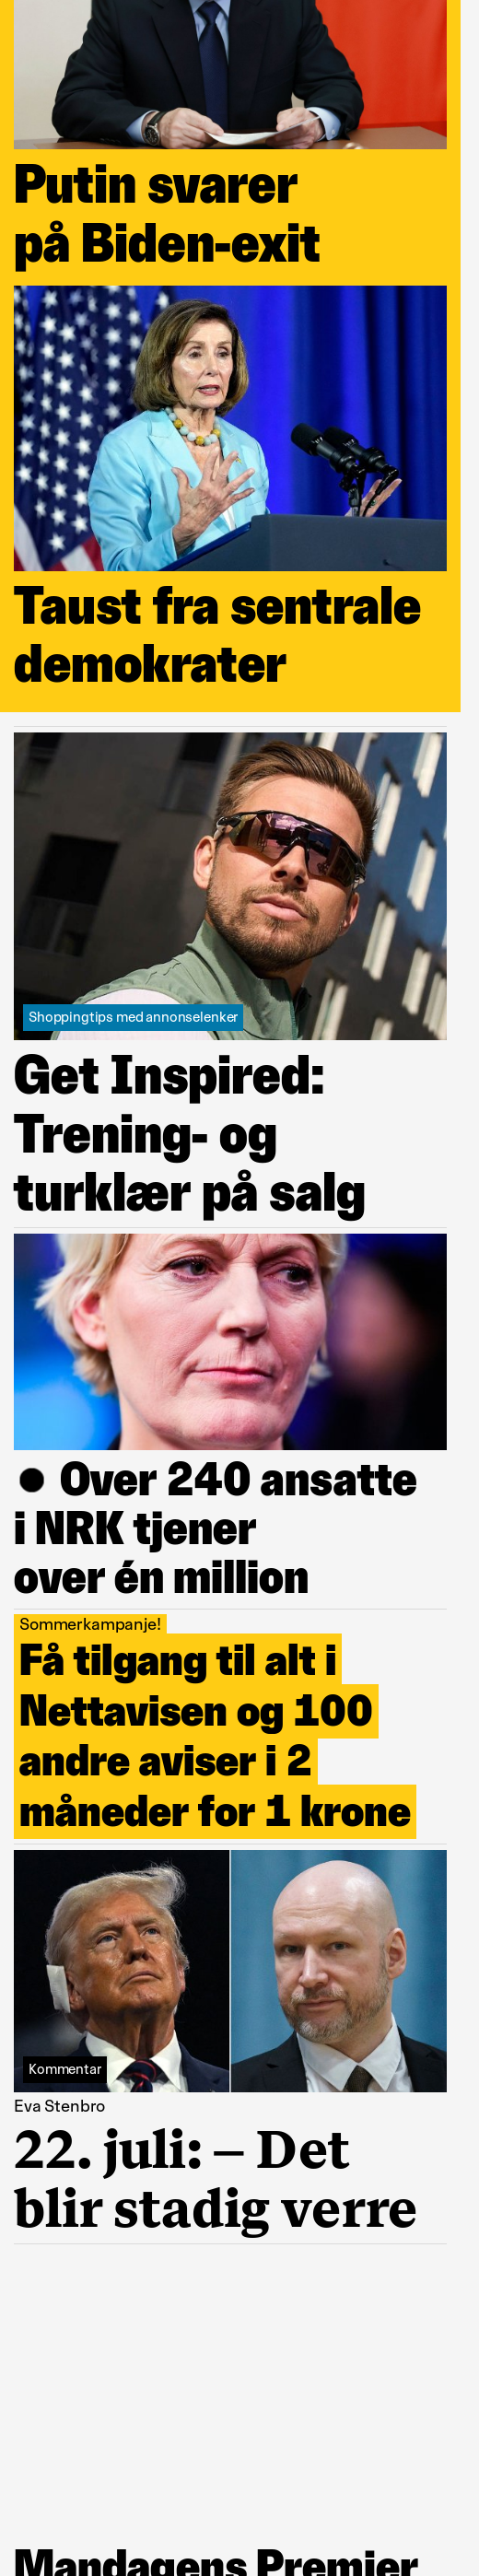 Putin svarer
på Biden-exit
Taust fra sentrale
demokrater
Shoppingtips med annonselenker
Get Inspired:
Trening- og
turklær på salg
● Over 240 ansatte
i NRK tjener
over én million
Sommerkampanje!
Få tilgang til alt i
Nettavisen og 100
andre aviser i 2
måneder for 1 krone
Kommentar
Eva Stenbro
22. juli: – Det
blir stadig verre
Mandagens Premier